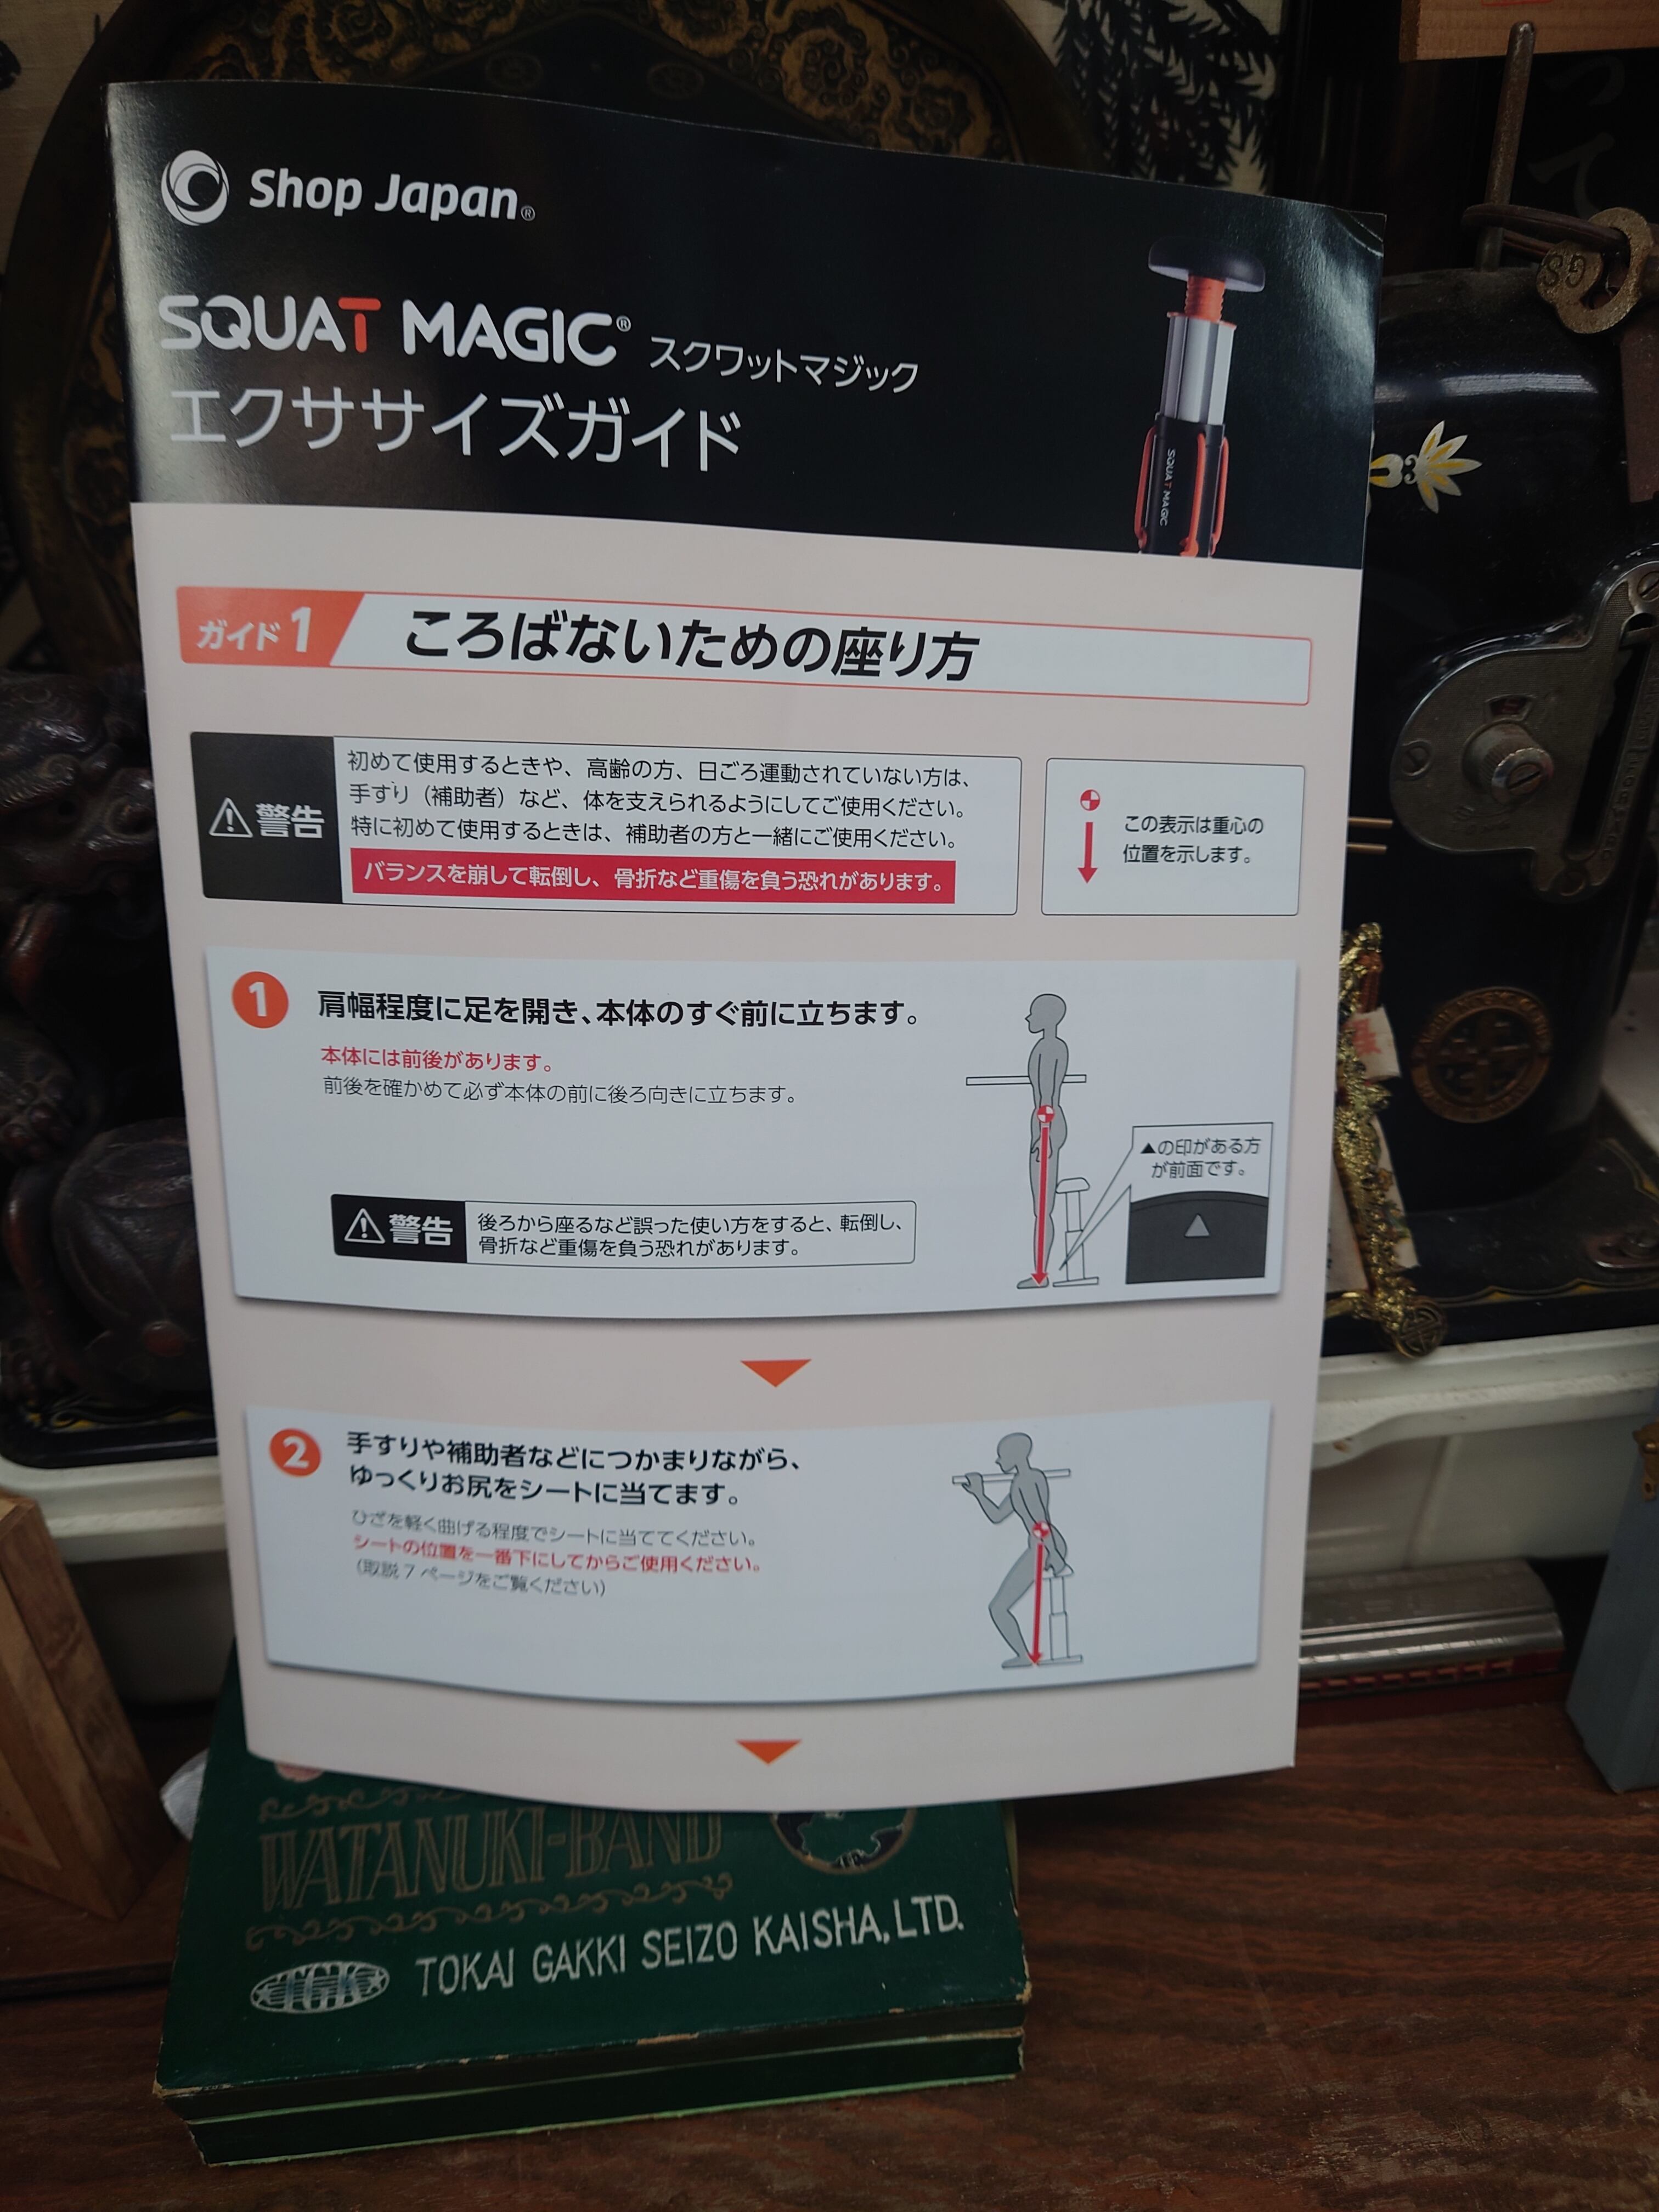 Shop Japan®
SQUAT MAGIC® スクワットマジック
エクササイズガイド
SQUAT MAGIC
ガイド1 ころばないための座り方
警告
初めて使用するときや、高齢の方、日ごろ運動されていない方は、
手すり（補助者）など、体を支えられるようにしてご使用ください。
特に初めて使用するときは、補助者の方と一緒にご使用ください。
バランスを崩して転倒し、骨折など重傷を負う恐れがあります。
この表示は重心の
位置を示します。
1 肩幅程度に足を開き、本体のすぐ前に立ちます。
本体には前後があります。
前後を確かめて必ず本体の前に後ろ向きに立ちます。
▲の印がある方
が前面です。
警告
後ろから座るなど誤った使い方をすると、転倒し、
骨折など重傷を負う恐れがあります。
2 手すりや補助者などにつかまりながら、
ゆっくりお尻をシートに当てます。
ひざを軽く曲げる程度でシートに当ててください。
シートの位置を一番下にしてからご使用ください。
（取説 7 ページをご覧ください）
WATANUKI-BAND
TOKAI GAKKI SEIZO KAISHA, LTD.